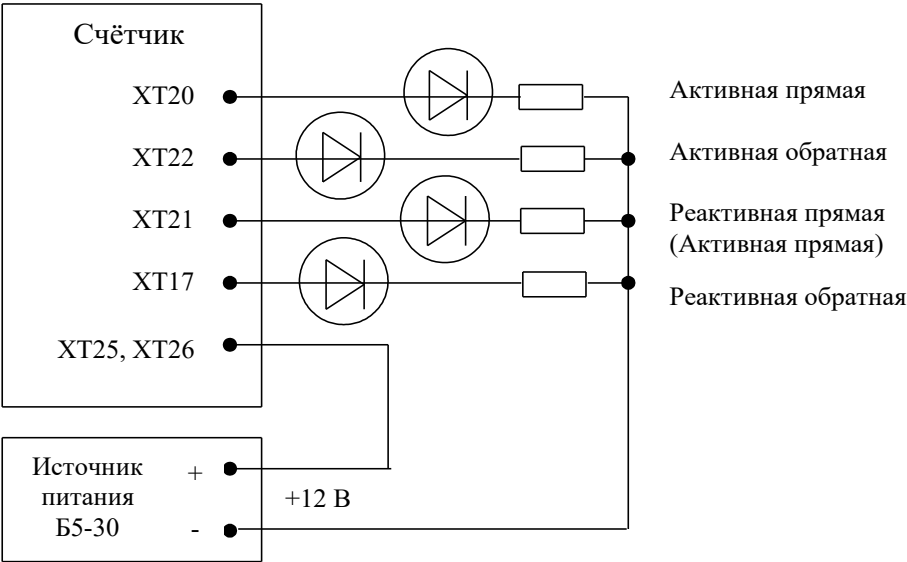 Счётчик
XT20
Активная прямая
XT22
Активная обратная
XT21
Реактивная прямая
(Активная прямая)
XT17
Реактивная обратная
XT25, XT26
Источник
питания
Б5-30
+
-
+12 В